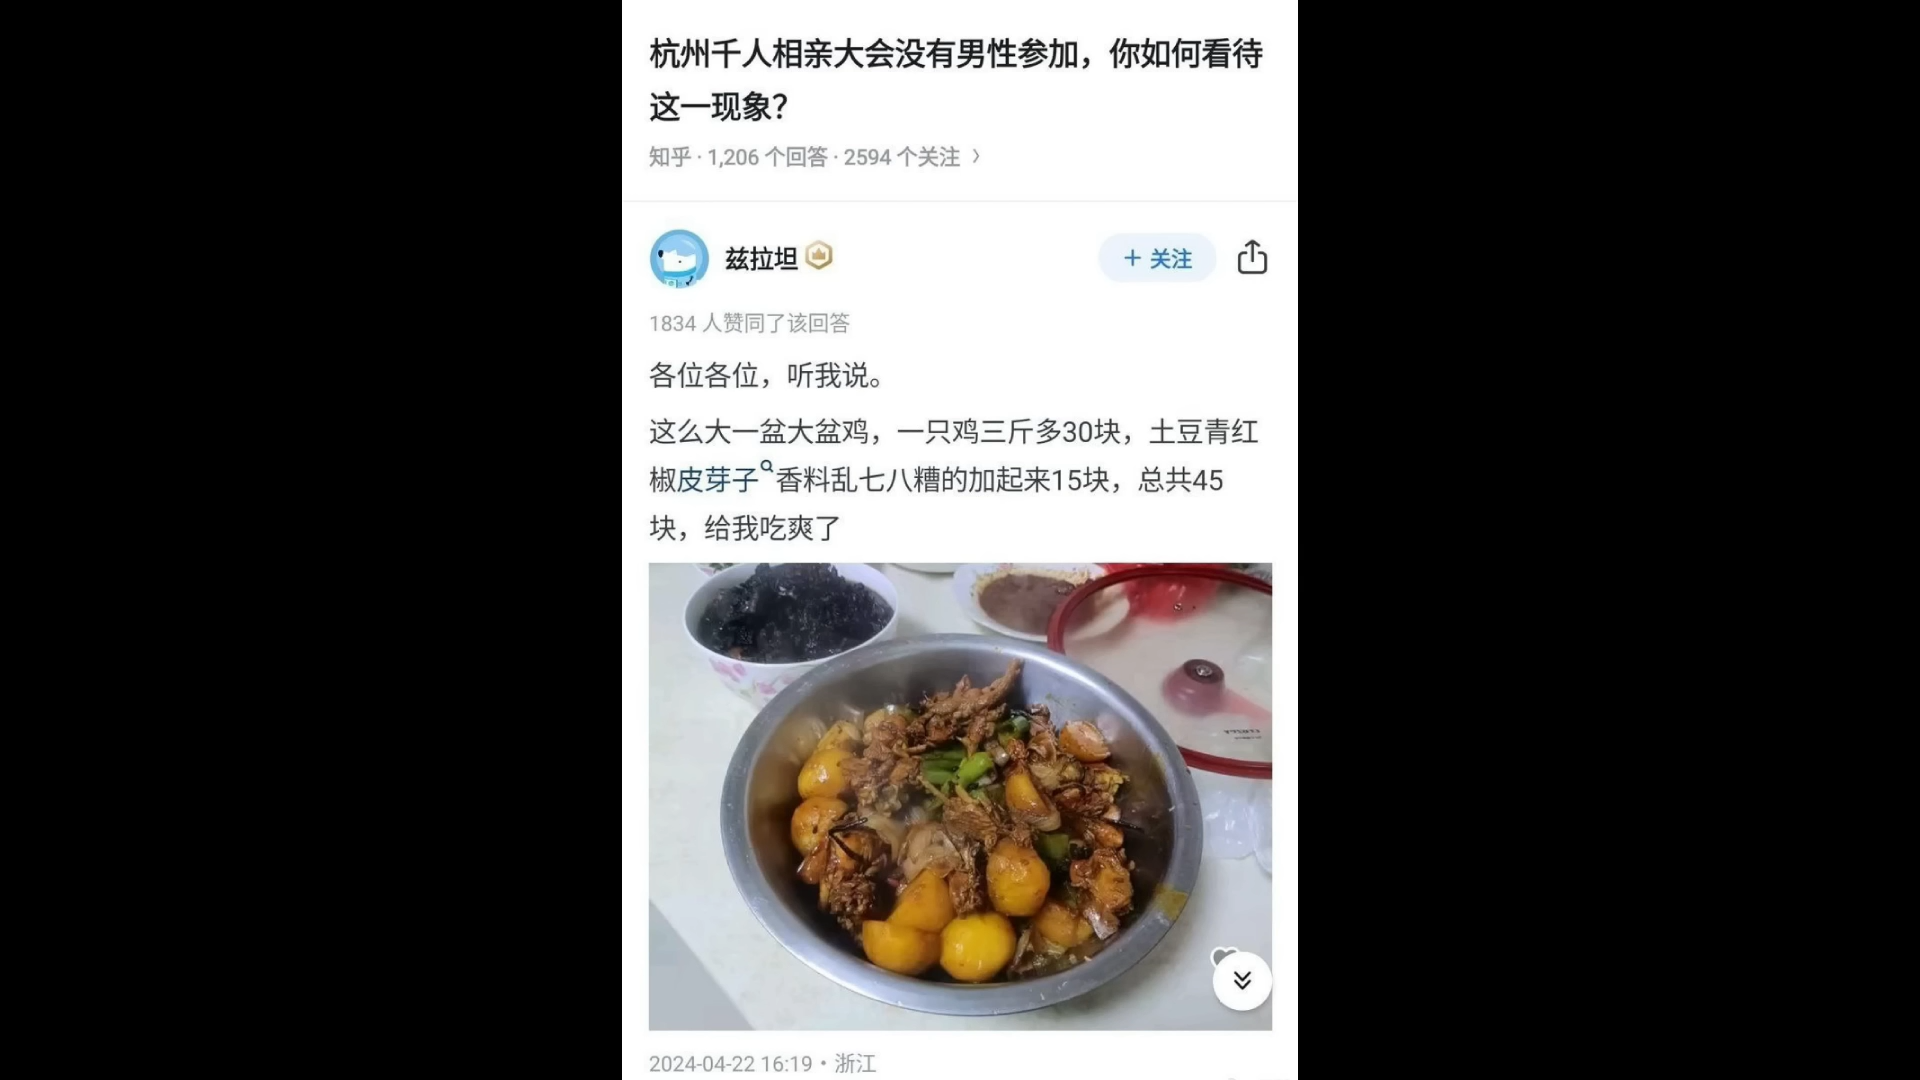 杭州千人相亲大会没有男性参加，你如何看待
这一现象？
知乎 · 1,206 个回答 · 2594 个关注 〉
兹拉坦
+ 关注
1834 人赞同了该回答
各位各位，听我说。
这么大一盆大盆鸡，一只鸡三斤多30块，土豆青红
椒皮芽子香料乱七八糟的加起来15块，总共45
块，给我吃爽了
2024-04-22 16:19 · 浙江